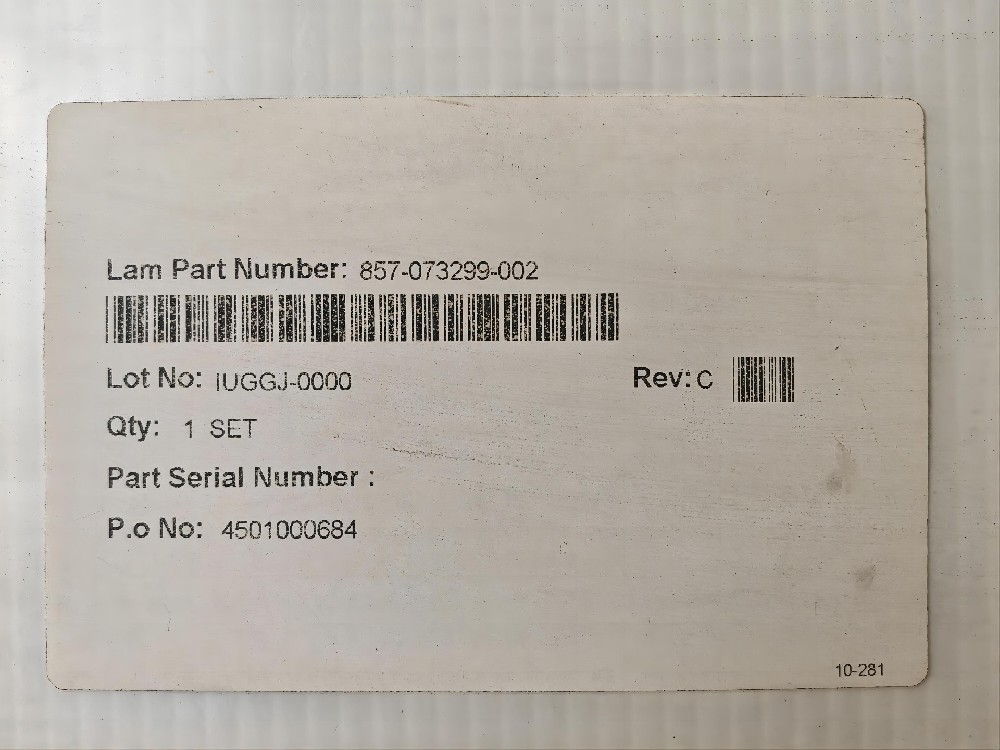 Lam Part Number: 857-073299-002
Lot No: IUGGJ-0000
Rev: C
Qty: 1 SET
Part Serial Number :
P.o No: 4501000684
10-281